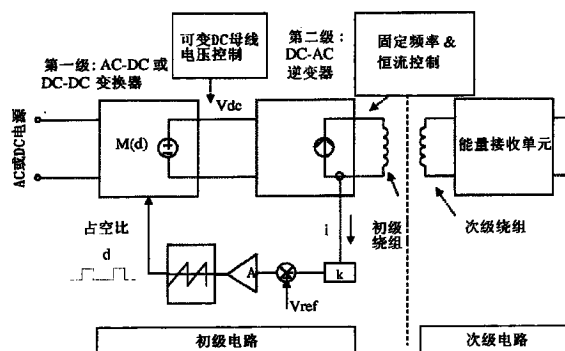 可变DC母线
电压控制
第二级：
DC-AC
逆变器
固定频率＆
恒流控制
第一级：AC-DC 或
DC-DC 变换器
Vdc
AC或DC电源
M(d)
能量接收单元
占空比
d
i
初级
绕组
次级绕组
A
k
Vref
初级电路
次级电路